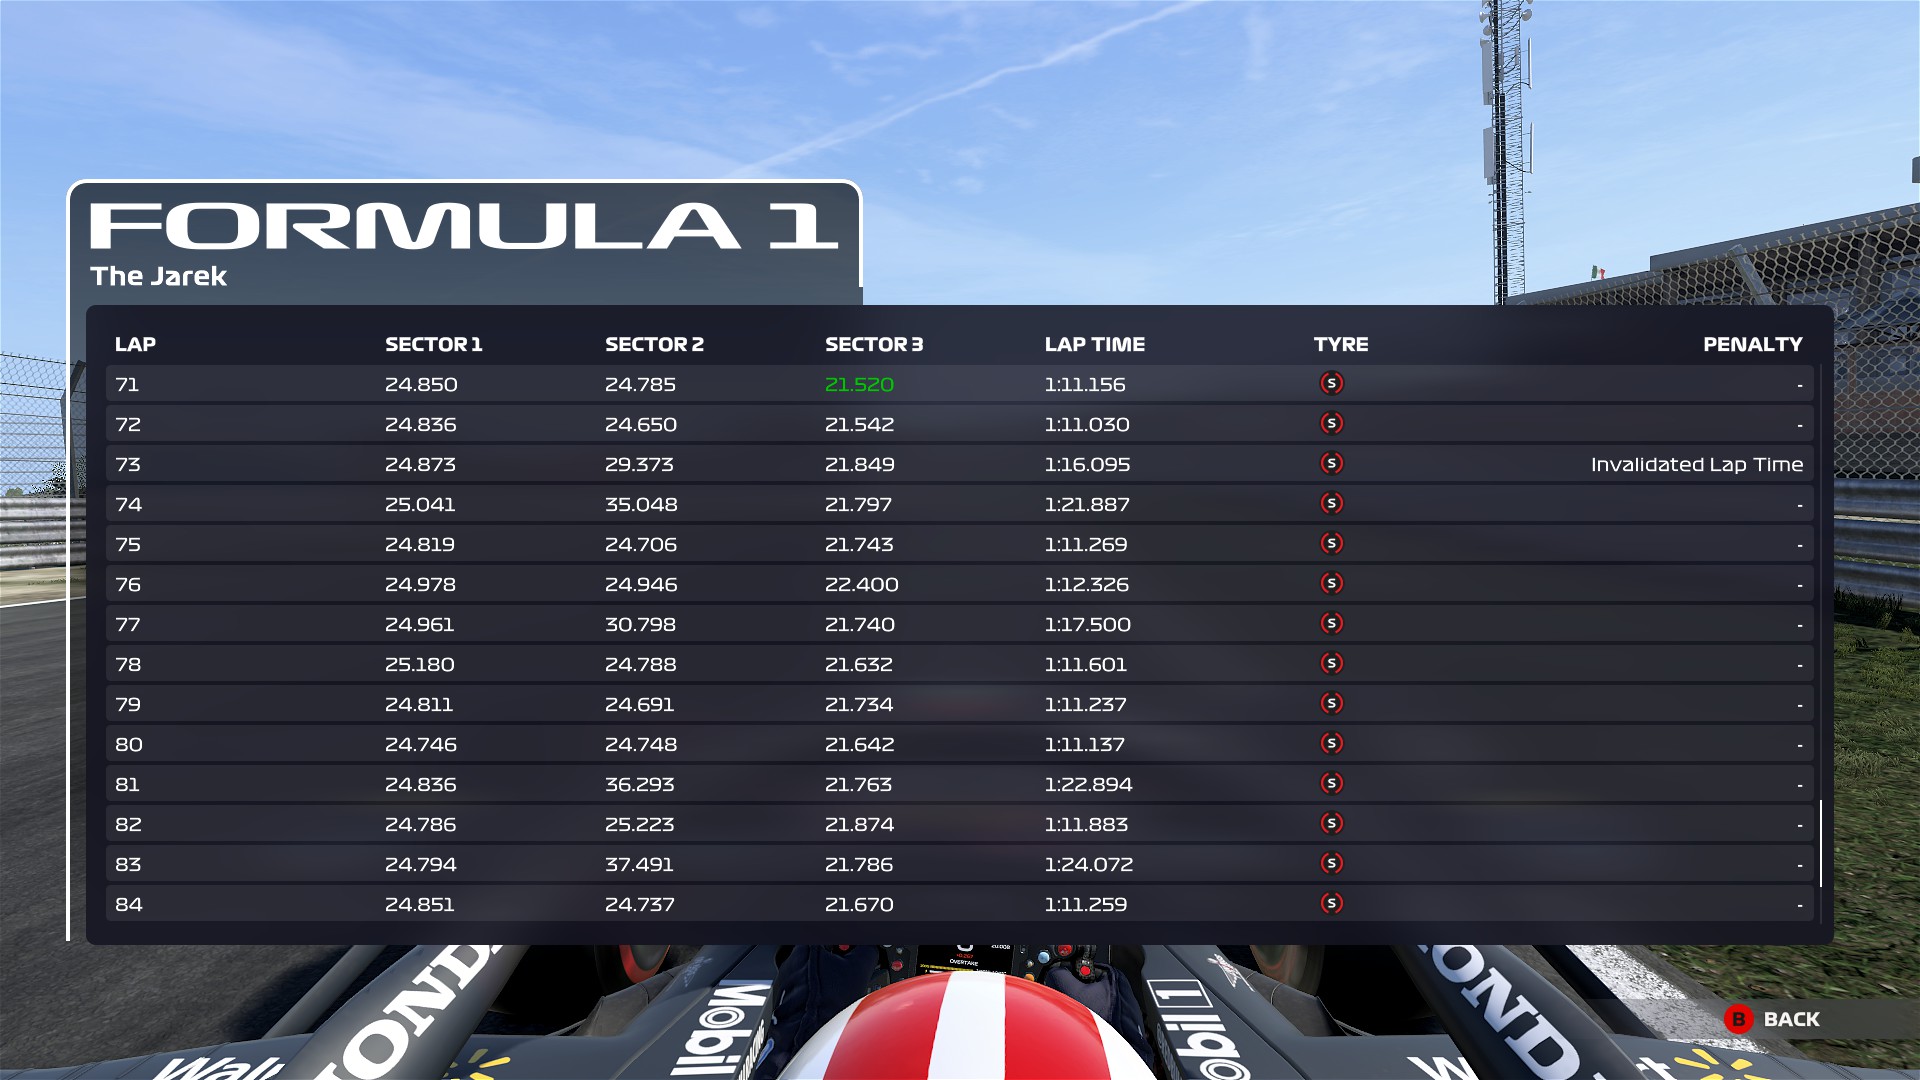 FORMULA 1
The Jarek
LAP SECTOR 1 SECTOR 2 SECTOR 3 LAP TIME TYRE PENALTY
71 24.850 24.785 21.520 1:11.156 S -
72 24.836 24.650 21.542 1:11.030 S -
73 24.873 29.373 21.849 1:16.095 S Invalidated Lap Time
74 25.041 35.048 21.797 1:21.887 S -
75 24.819 24.706 21.743 1:11.269 S -
76 24.978 24.946 22.400 1:12.326 S -
77 24.961 30.798 21.740 1:17.500 S -
78 25.180 24.788 21.632 1:11.601 S -
79 24.811 24.691 21.734 1:11.237 S -
80 24.746 24.748 21.642 1:11.137 S -
81 24.836 36.293 21.763 1:22.894 S -
82 24.786 25.223 21.874 1:11.883 S -
83 24.794 37.491 21.786 1:24.072 S -
84 24.851 24.737 21.670 1:11.259 S -
OVERTAKE
Mobil
1
B BACK